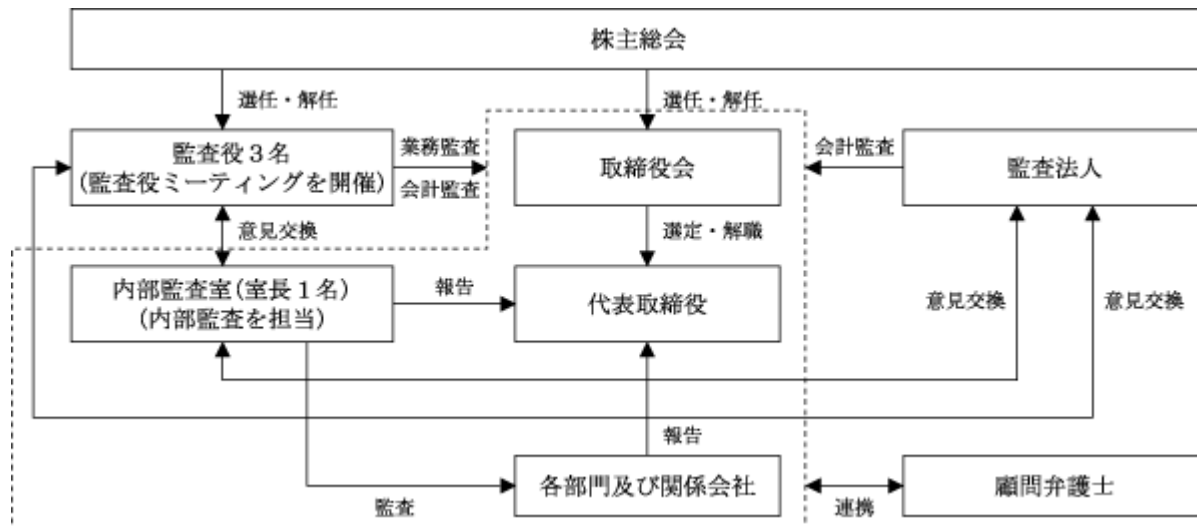 株主総会
選任・解任
選任・解任
監査役3名
(監査役ミーティングを開催)
業務監査
会計監査
取締役会
会計監査
監査法人
意見交換
選定・解職
内部監査室(室長1名)
(内部監査を担当)
報告
代表取締役
意見交換
意見交換
報告
監査
各部門及び関係会社
連携
顧問弁護士